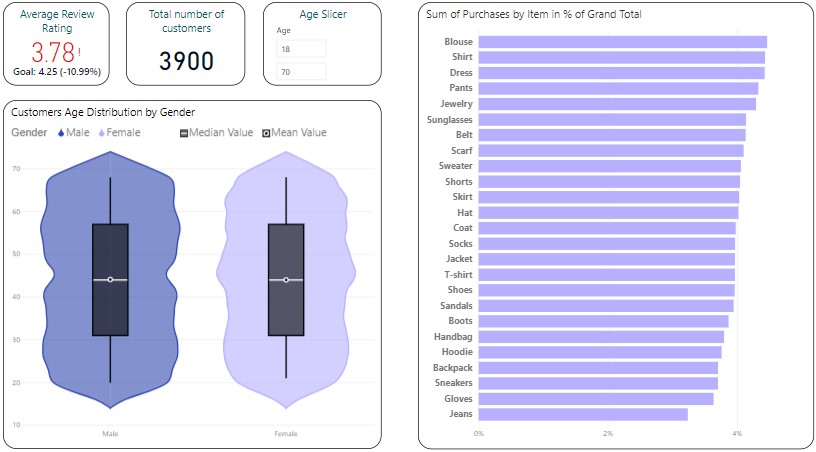 Average Review
Rating
3.78!
Goal: 4.25 (-10.99%)
Total number of
customers
3900
Age Slicer
Age
18
70
Customers Age Distribution by Gender
Gender Male Female Median Value Mean Value
70
60
50
40
30
20
10
Male Female
Sum of Purchases by Item in % of Grand Total
Blouse
Shirt
Dress
Pants
Jewelry
Sunglasses
Belt
Scarf
Sweater
Shorts
Skirt
Hat
Coat
Socks
Jacket
T-shirt
Shoes
Sandals
Boots
Handbag
Hoodie
Backpack
Sneakers
Gloves
Jeans
0% 2% 4%